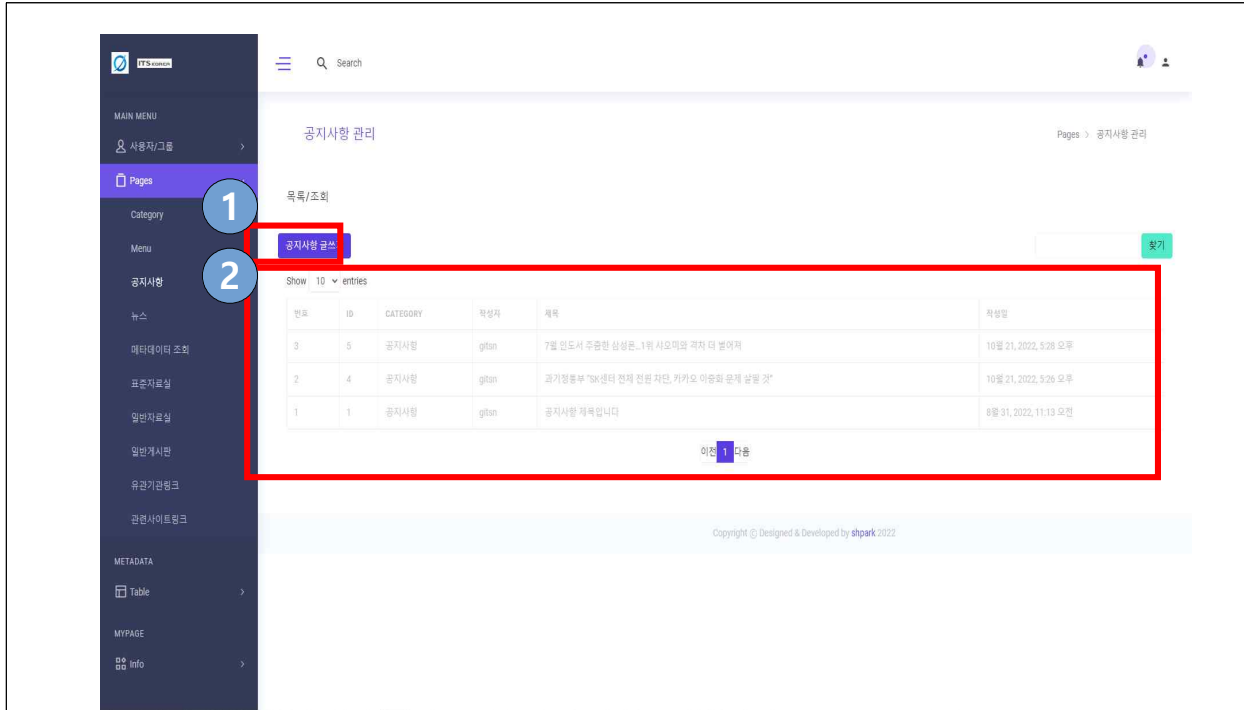 ITS KOREA
Search
MAIN MENU
사용자/그룹
Pages
Category
Menu
공지사항
뉴스
메타데이터 조회
표준자료실
일반자료실
일반게시판
유관기관링크
관련사이트링크
METADATA
Table
MYPAGE
Info
공지사항 관리
Pages > 공지사항 관리
목록/조회
1
공지사항 글쓰
찾기
2
Show 10 entries
번호 ID CATEGORY 작성자 제목 작성일
3 5 공지사항 gitsn 7월 인도서 주춤한 삼성폰.. 1위 샤오미와 격차 더 벌어져 10월 21, 2022, 5:28 오후
2 4 공지사항 gitsn 과기정통부 "SK센터 전체 전원 차단, 카카오 이중화 문제 살필 것" 10월 21, 2022, 5:26 오후
1 1 공지사항 gitsn 공지사항 제목입니다 8월 31, 2022, 11:13 오전
이전 1 다음
Copyright © Designed & Developed by shpark 2022